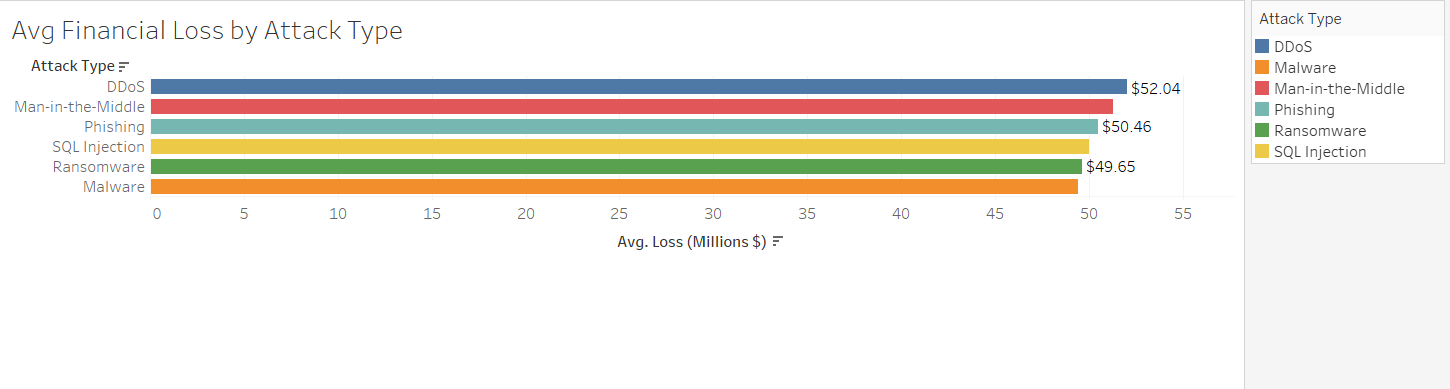 Avg Financial Loss by Attack Type
Attack Type
DDoS $52.04
Man-in-the-Middle
Phishing $50.46
SQL Injection
Ransomware $49.65
Malware
0 5 10 15 20 25 30 35 40 45 50 55
Avg. Loss (Millions $)
Attack Type
DDoS
Malware
Man-in-the-Middle
Phishing
Ransomware
SQL Injection